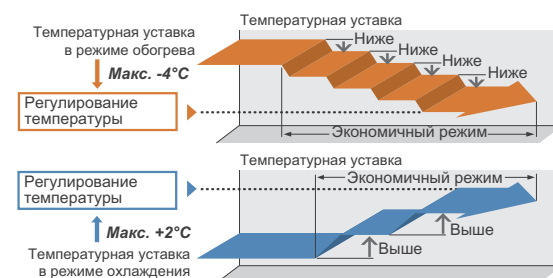 Температурная уставка
в режиме обогрева
Макс. -4°C
Регулирование
температуры
Температурная уставка
Ниже
Ниже
Ниже
Ниже
Экономичный режим
Температурная уставка
Экономичный режим
Регулирование
температуры
Макс. +2°C
Температурная уставка
в режиме охлаждения
Выше
Выше